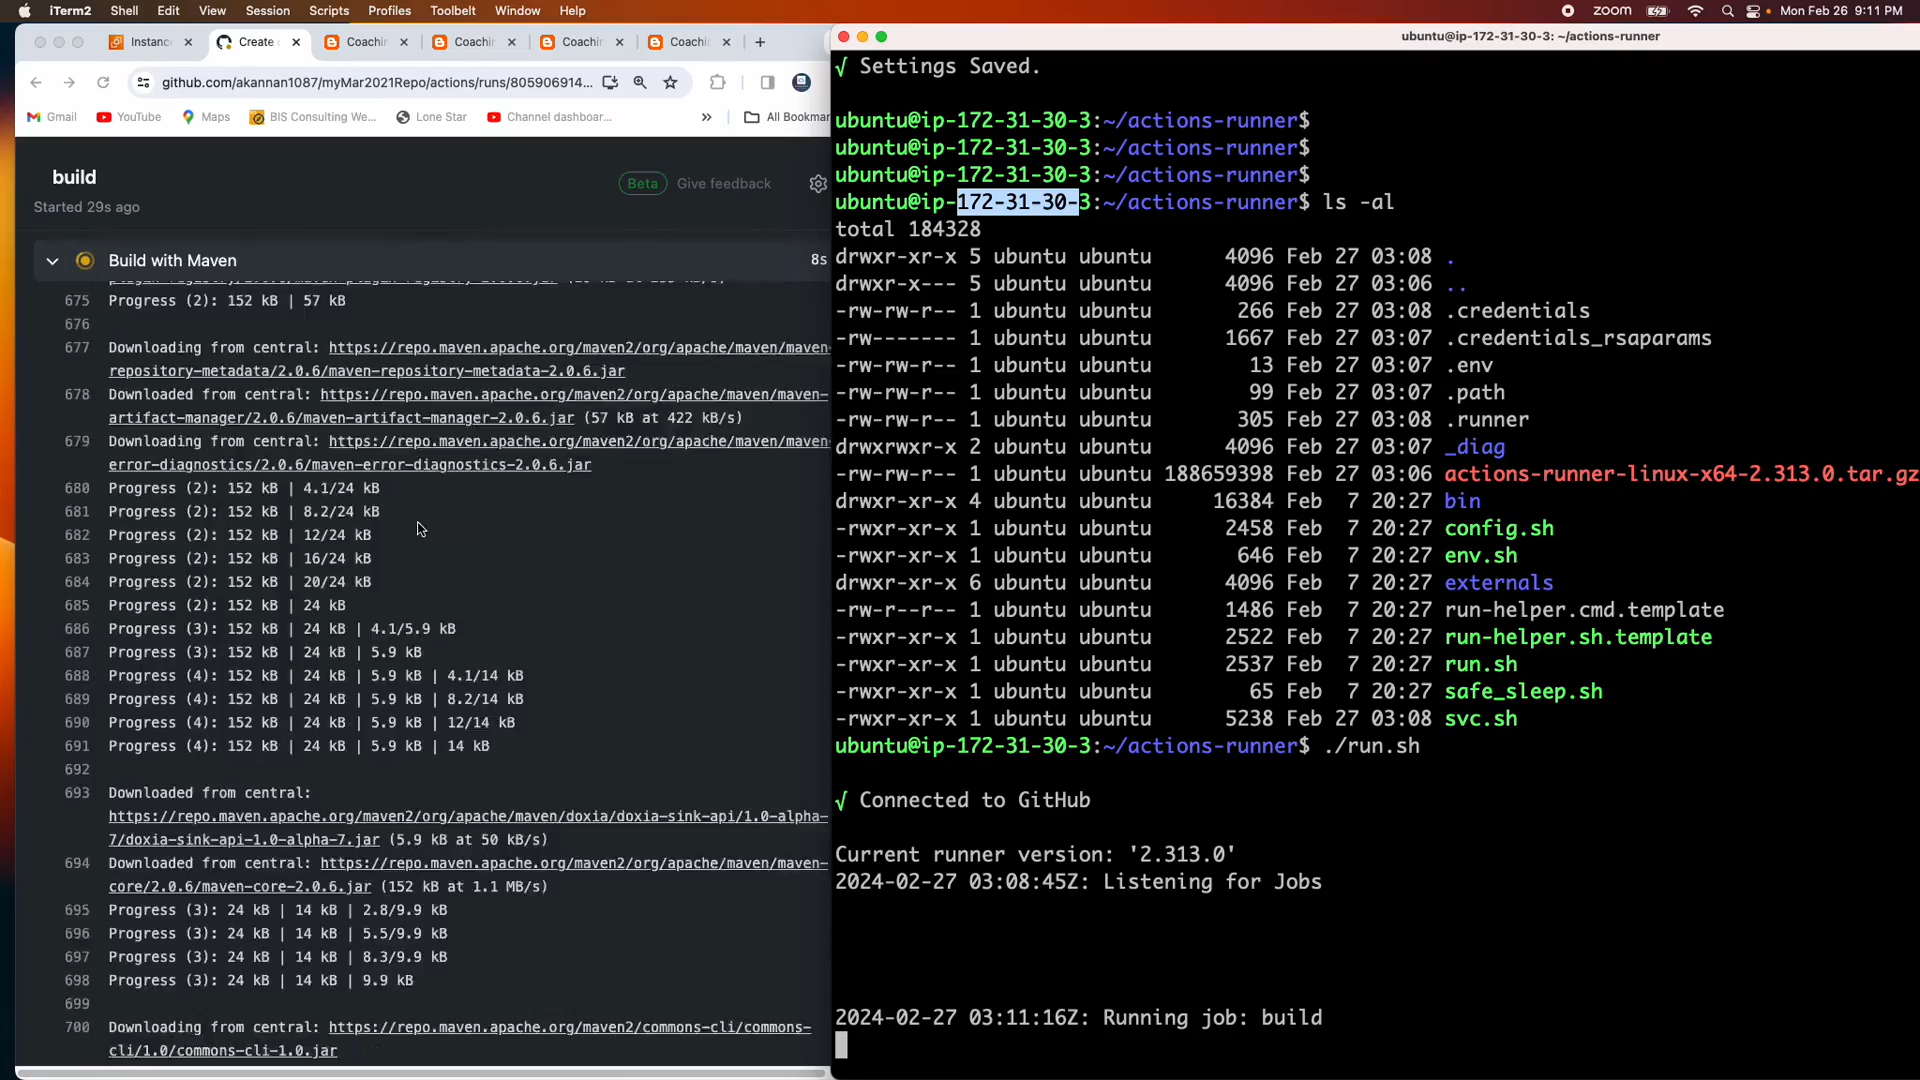 iTerm2 Shell Edit View Session Scripts Profiles Toolbelt Window Help
zoom Mon Feb 26 9:11 PM
Instanc
Create
Coachin
Coachin
Coachin
Coachin
github.com/akannan1087/myMar2021Repo/actions/runs/805906914...
Gmail YouTube Maps BIS Consulting We... Lone Star Channel dashboar... » All Bookmar
build
Beta Give feedback
Started 29s ago
Build with Maven 8s
675 Progress (2): 152 kB | 57 kB
676
677 Downloading from central: https://repo.maven.apache.org/maven2/org/apache/maven/maven-
repository-metadata/2.0.6/maven-repository-metadata-2.0.6.jar
678 Downloaded from central: https://repo.maven.apache.org/maven2/org/apache/maven/maven-
artifact-manager/2.0.6/maven-artifact-manager-2.0.6.jar (57 kB at 422 kB/s)
679 Downloading from central: https://repo.maven.apache.org/maven2/org/apache/maven/maven-
error-diagnostics/2.0.6/maven-error-diagnostics-2.0.6.jar
680 Progress (2): 152 kB | 4.1/24 kB
681 Progress (2): 152 kB | 8.2/24 kB
682 Progress (2): 152 kB | 12/24 kB
683 Progress (2): 152 kB | 16/24 kB
684 Progress (2): 152 kB | 20/24 kB
685 Progress (2): 152 kB | 24 kB
686 Progress (3): 152 kB | 24 kB | 4.1/5.9 kB
687 Progress (3): 152 kB | 24 kB | 5.9 kB
688 Progress (4): 152 kB | 24 kB | 5.9 kB | 4.1/14 kB
689 Progress (4): 152 kB | 24 kB | 5.9 kB | 8.2/14 kB
690 Progress (4): 152 kB | 24 kB | 5.9 kB | 12/14 kB
691 Progress (4): 152 kB | 24 kB | 5.9 kB | 14 kB
692
693 Downloaded from central:
https://repo.maven.apache.org/maven2/org/apache/maven/doxia/doxia-sink-api/1.0-alpha-
7/doxia-sink-api-1.0-alpha-7.jar (5.9 kB at 50 kB/s)
694 Downloaded from central: https://repo.maven.apache.org/maven2/org/apache/maven/maven-
core/2.0.6/maven-core-2.0.6.jar (152 kB at 1.1 MB/s)
695 Progress (3): 24 kB | 14 kB | 2.8/9.9 kB
696 Progress (3): 24 kB | 14 kB | 5.5/9.9 kB
697 Progress (3): 24 kB | 14 kB | 8.3/9.9 kB
698 Progress (3): 24 kB | 14 kB | 9.9 kB
699
700 Downloading from central: https://repo.maven.apache.org/maven2/commons-cli/commons-
cli/1.0/commons-cli-1.0.jar
ubuntu@ip-172-31-30-3: ~/actions-runner
√ Settings Saved.
ubuntu@ip-172-31-30-3:~/actions-runner$
ubuntu@ip-172-31-30-3:~/actions-runner$
ubuntu@ip-172-31-30-3:~/actions-runner$
ubuntu@ip-172-31-30-3:~/actions-runner$ ls -al
total 184328
drwxr-xr-x 5 ubuntu ubuntu 4096 Feb 27 03:08 .
drwxr-x--- 5 ubuntu ubuntu 4096 Feb 27 03:06 ..
-rw-rw-r-- 1 ubuntu ubuntu 266 Feb 27 03:08 .credentials
-rw------- 1 ubuntu ubuntu 1667 Feb 27 03:07 .credentials_rsaparams
-rw-rw-r-- 1 ubuntu ubuntu 13 Feb 27 03:07 .env
-rw-rw-r-- 1 ubuntu ubuntu 99 Feb 27 03:07 .path
-rw-rw-r-- 1 ubuntu ubuntu 305 Feb 27 03:08 .runner
drwxrwxr-x 2 ubuntu ubuntu 4096 Feb 27 03:07 _diag
-rw-rw-r-- 1 ubuntu ubuntu 188659398 Feb 27 03:06 actions-runner-linux-x64-2.313.0.tar.gz
drwxr-xr-x 4 ubuntu ubuntu 16384 Feb 7 20:27 bin
-rwxr-xr-x 1 ubuntu ubuntu 2458 Feb 7 20:27 config.sh
-rwxr-xr-x 1 ubuntu ubuntu 646 Feb 7 20:27 env.sh
drwxr-xr-x 6 ubuntu ubuntu 4096 Feb 7 20:27 externals
-rw-r--r-- 1 ubuntu ubuntu 1486 Feb 7 20:27 run-helper.cmd.template
-rwxr-xr-x 1 ubuntu ubuntu 2522 Feb 7 20:27 run-helper.sh.template
-rwxr-xr-x 1 ubuntu ubuntu 2537 Feb 7 20:27 run.sh
-rwxr-xr-x 1 ubuntu ubuntu 65 Feb 7 20:27 safe_sleep.sh
-rwxr-xr-x 1 ubuntu ubuntu 5238 Feb 27 03:08 svc.sh
ubuntu@ip-172-31-30-3:~/actions-runner$ ./run.sh
√ Connected to GitHub
Current runner version: '2.313.0'
2024-02-27 03:08:45Z: Listening for Jobs
2024-02-27 03:11:16Z: Running job: build